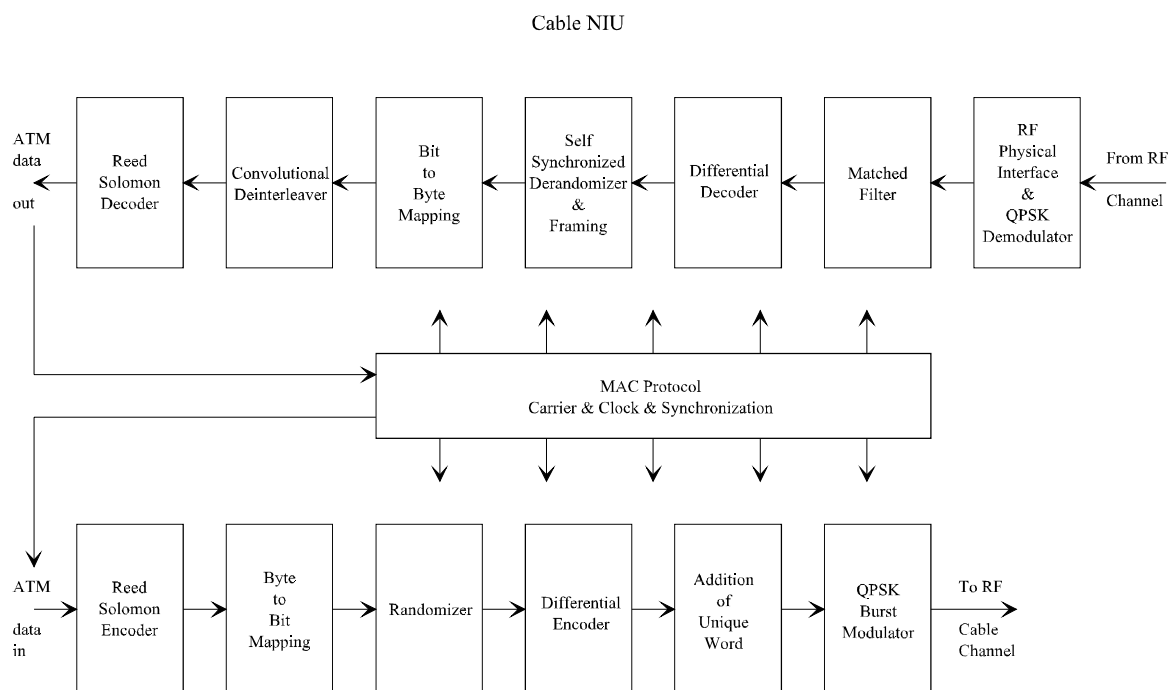 Cable NIU
ATM
data
out
Reed
Solomon
Decoder
Convolutional
Deinterleaver
Bit
to
Byte
Mapping
Self
Synchronized
Derandomizer
&
Framing
Differential
Decoder
Matched
Filter
RF
Physical
Interface
&
QPSK
Demodulator
From RF
Channel
MAC Protocol
Carrier & Clock & Synchronization
ATM
data
in
Reed
Solomon
Encoder
Byte
to
Bit
Mapping
Randomizer
Differential
Encoder
Addition
of
Unique
Word
QPSK
Burst
Modulator
To RF
Cable
Channel